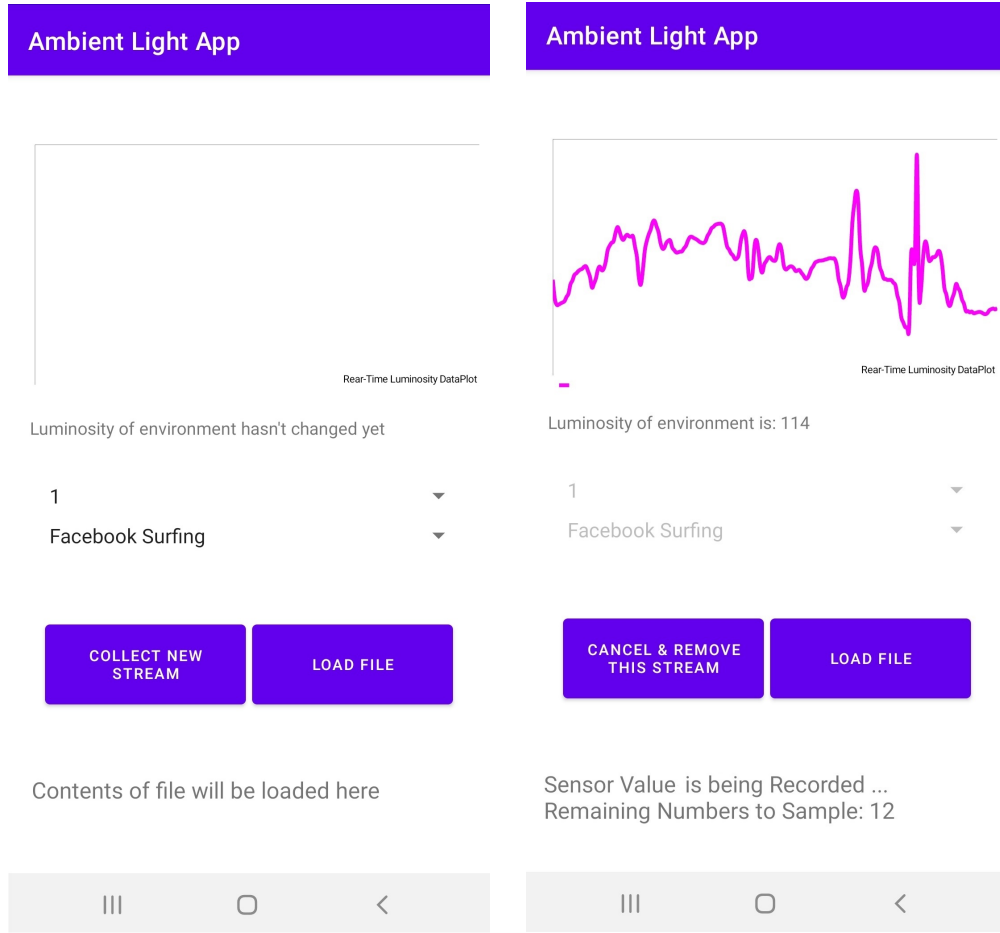 Ambient Light App
Rear-Time Luminosity DataPlot
Luminosity of environment hasn't changed yet
1
Facebook Surfing
COLLECT NEW
STREAM
LOAD FILE
Contents of file will be loaded here
Ambient Light App
Rear-Time Luminosity DataPlot
Luminosity of environment is: 114
1
Facebook Surfing
CANCEL & REMOVE
THIS STREAM
LOAD FILE
Sensor Value is being Recorded ...
Remaining Numbers to Sample: 12